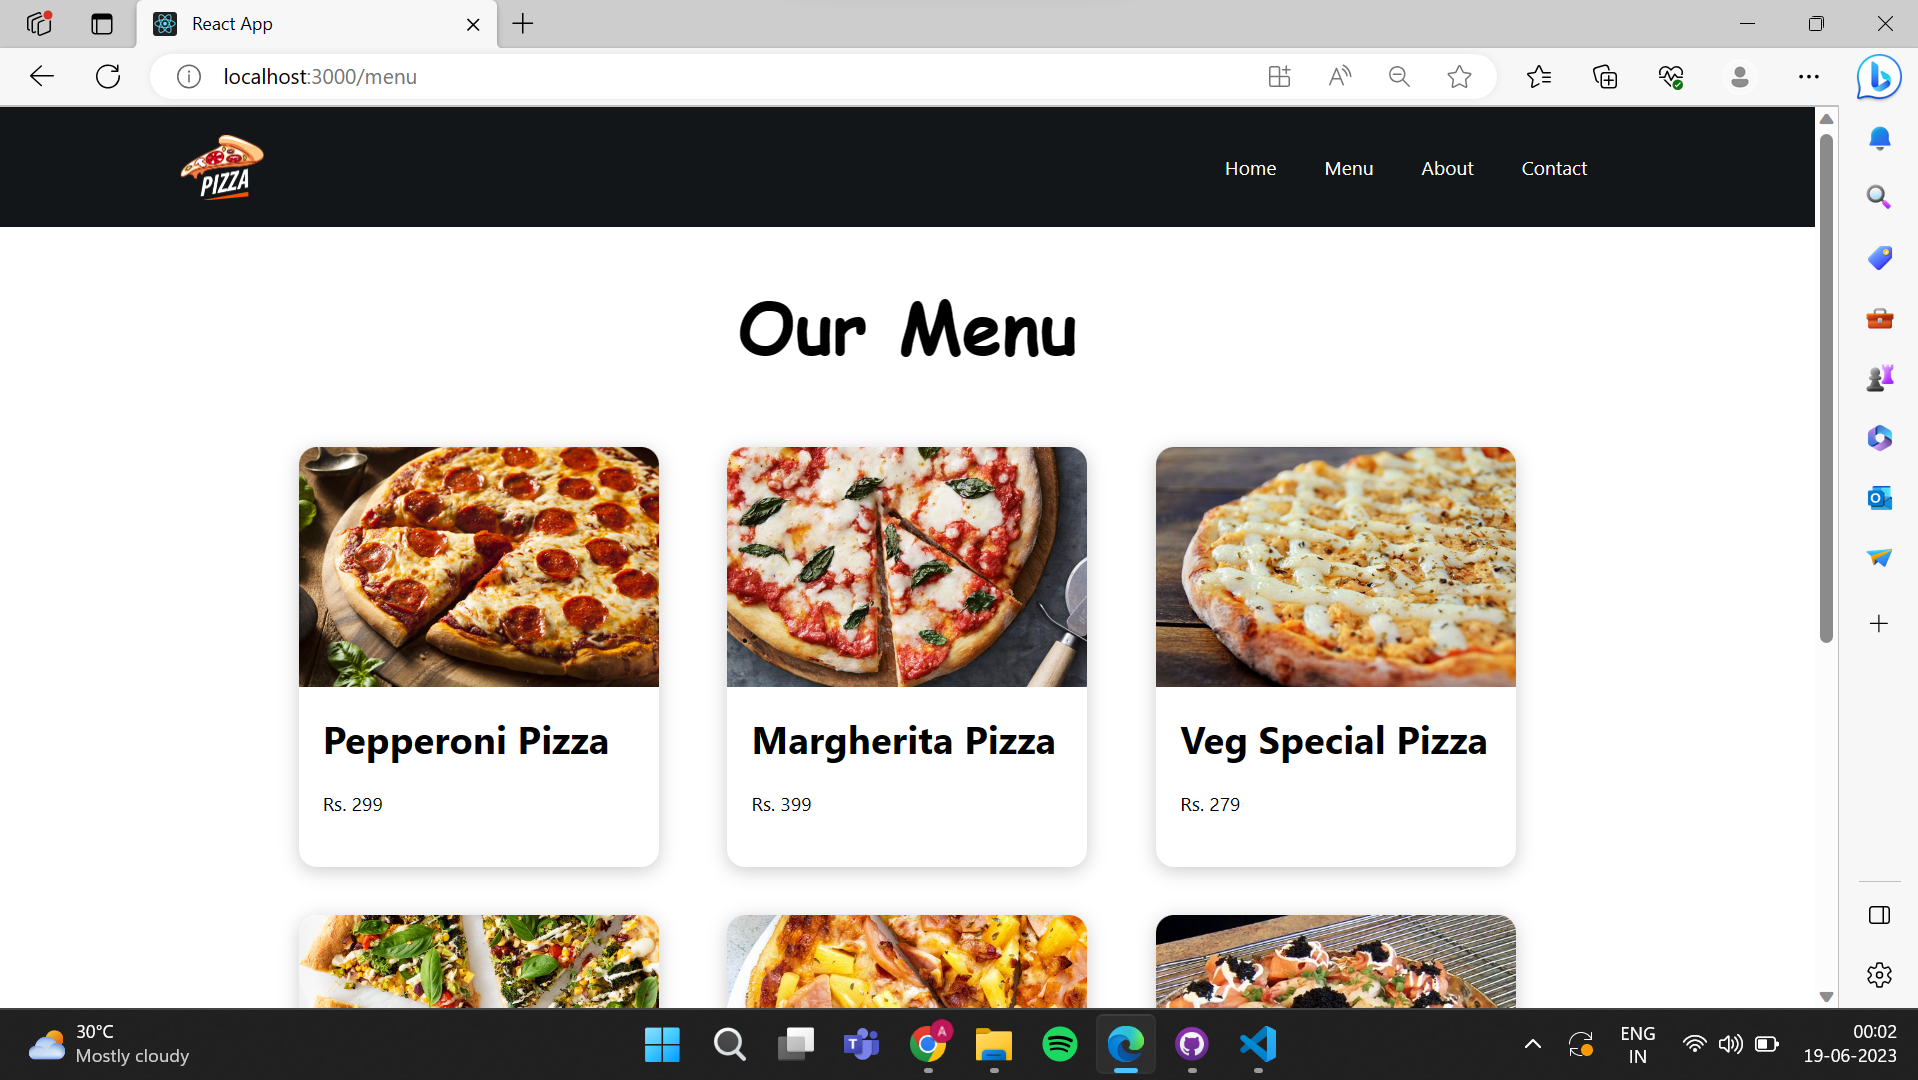 React App
localhost:3000/menu
PIZZA
Home
Menu
About
Contact
Our Menu
Pepperoni Pizza
Rs. 299
Margherita Pizza
Rs. 399
Veg Special Pizza
Rs. 279
30°C
Mostly cloudy
A
ENG
IN
00:02
19-06-2023